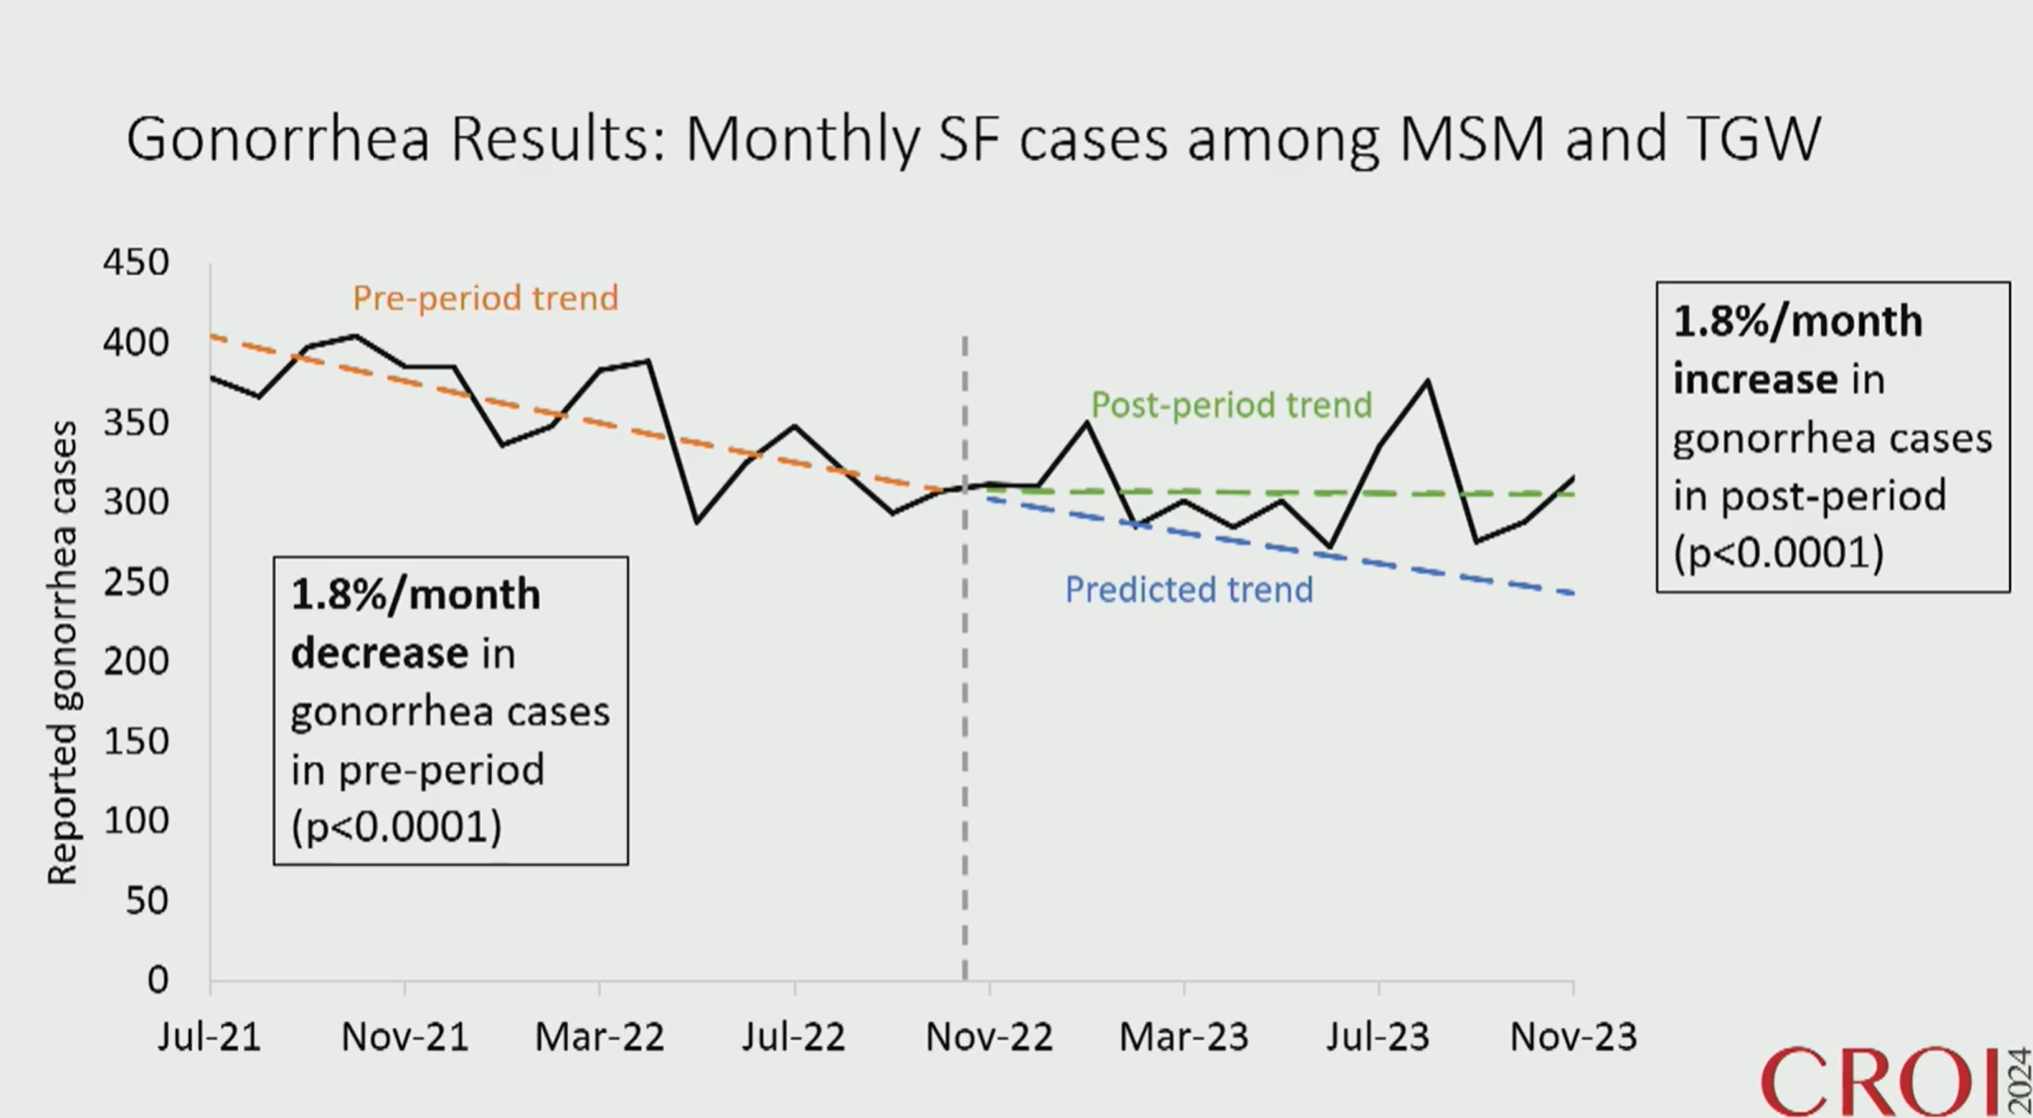 Gonorrhea Results: Monthly SF cases among MSM and TGW
Reported gonorrhea cases
450
400
350
300
250
200
150
100
50
0
Pre-period trend
Post-period trend
Predicted trend
1.8%/month
decrease in
gonorrhea cases
in pre-period
(p<0.0001)
1.8%/month
increase in
gonorrhea cases
in post-period
(p<0.0001)
Jul-21
Nov-21
Mar-22
Jul-22
Nov-22
Mar-23
Jul-23
Nov-23
CROI 2024